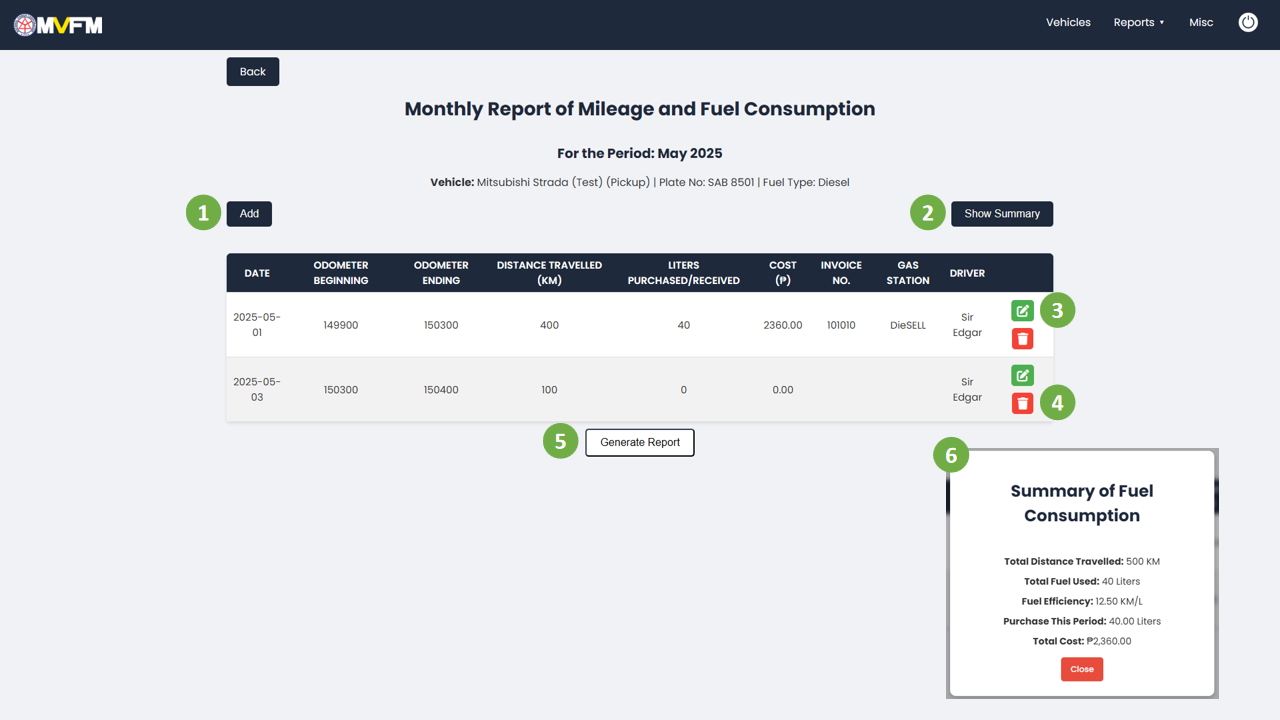 MVFM
Vehicles Reports ▼ Misc
Back
Monthly Report of Mileage and Fuel Consumption
For the Period: May 2025
Vehicle: Mitsubishi Strada (Test) (Pickup) | Plate No: SAB 8501 | Fuel Type: Diesel
1 Add 2 Show Summary
DATE ODOMETER BEGINNING ODOMETER ENDING DISTANCE TRAVELLED (KM) LITERS PURCHASED/RECEIVED COST (₱) INVOICE NO. GAS STATION DRIVER
2025-05-01 149900 150300 400 40 2360.00 101010 DieSELL Sir Edgar 3
2025-05-03 150300 150400 100 0 0.00 Sir Edgar 4
5 Generate Report
6
Summary of Fuel
Consumption
Total Distance Travelled: 500 KM
Total Fuel Used: 40 Liters
Fuel Efficiency: 12.50 KM/L
Purchase This Period: 40.00 Liters
Total Cost: ₱2,360.00
Close